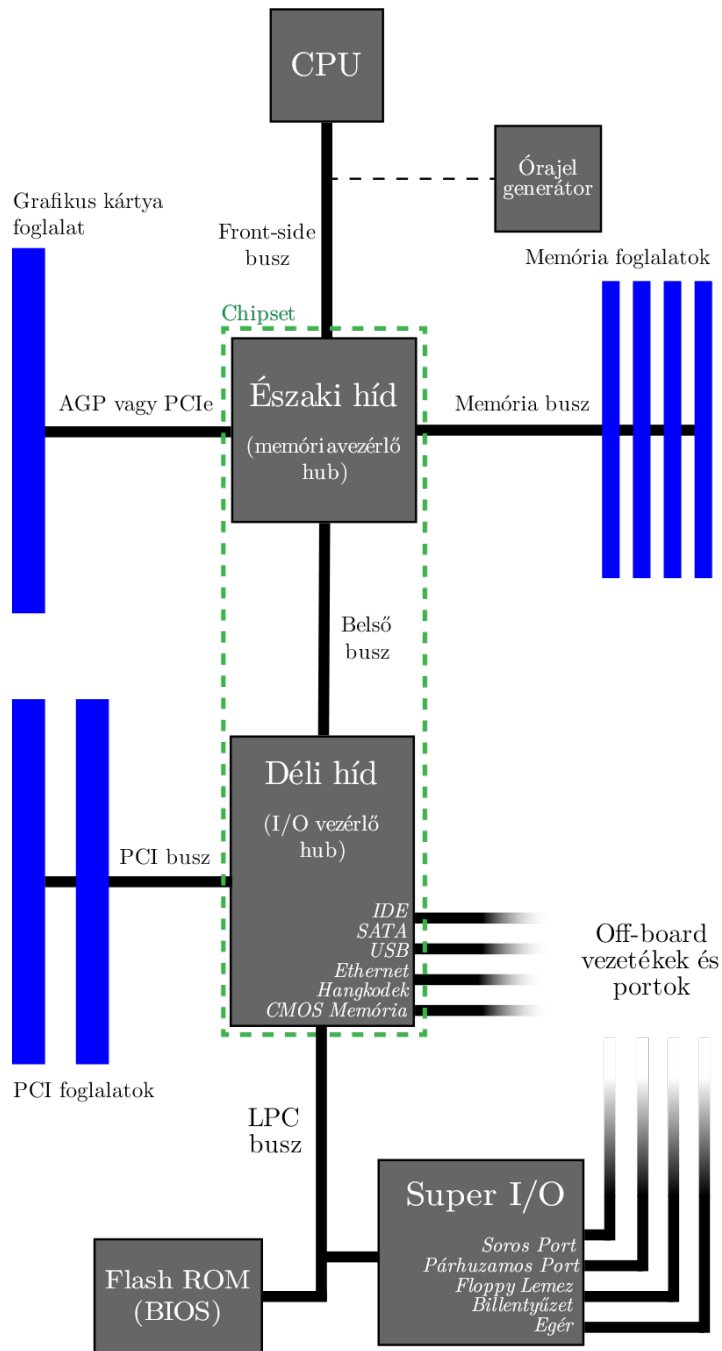 CPU
Órajel
generátor
Grafikus kártya
foglalat
Front-side
busz
Memória foglalatok
Chipset
AGP vagy PCIe
Északi híd
(memóriavezérlő
hub)
Memória busz
Belső
busz
Déli híd
(I/O vezérlő
hub)
PCI busz
IDE
SATA
USB
Ethernet
Hangkodek
CMOS Memória
Off-board
vezetékek és
portok
PCI foglalatok
LPC
busz
Super I/O
Soros Port
Párhuzamos Port
Floppy Lemez
Billentyűzet
Egér
Flash ROM
(BIOS)